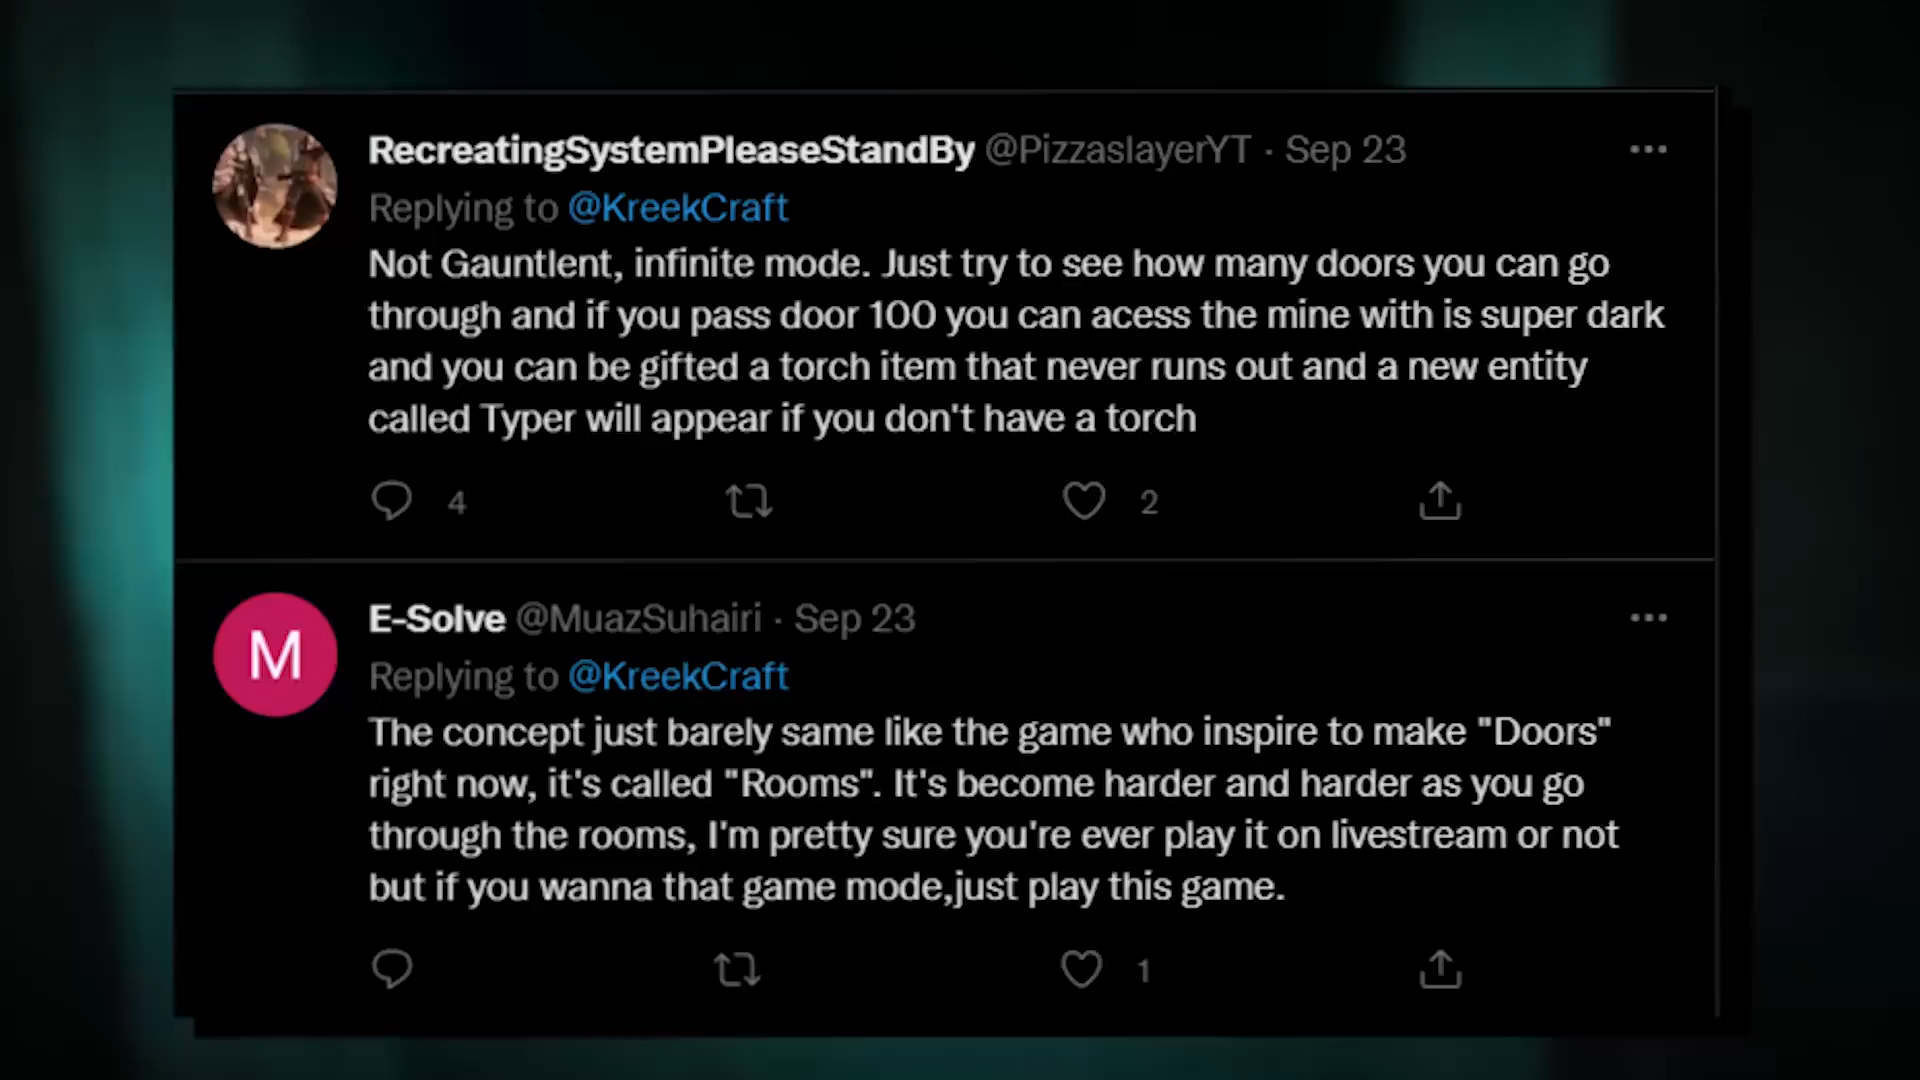 RecreatingSystemPleaseStandBy @PizzaslayerYT · Sep 23
Replying to @KreekCraft
Not Gauntlent, infinite mode. Just try to see how many doors you can go
through and if you pass door 100 you can acess the mine with is super dark
and you can be gifted a torch item that never runs out and a new entity
called Typer will appear if you don't have a torch
4 2
M
E-Solve @MuazSuhairi · Sep 23
Replying to @KreekCraft
The concept just barely same like the game who inspire to make "Doors"
right now, it's called "Rooms". It's become harder and harder as you go
through the rooms, I'm pretty sure you're ever play it on livestream or not
but if you wanna that game mode,just play this game.
1